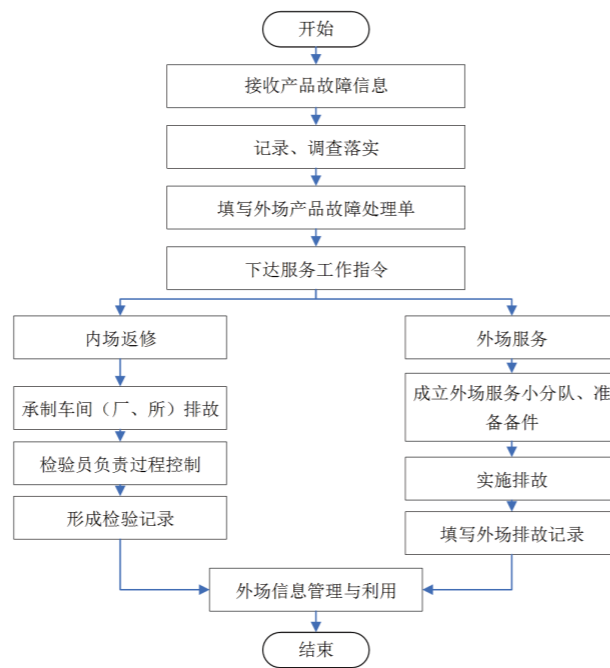 开始
接收产品故障信息
记录、调查落实
填写外场产品故障处理单
下达服务工作指令
内场返修
承制车间（厂、所）排故
检验员负责过程控制
形成检验记录
外场服务
成立外场服务小分队、准
备备件
实施排故
填写外场排故记录
外场信息管理与利用
结束